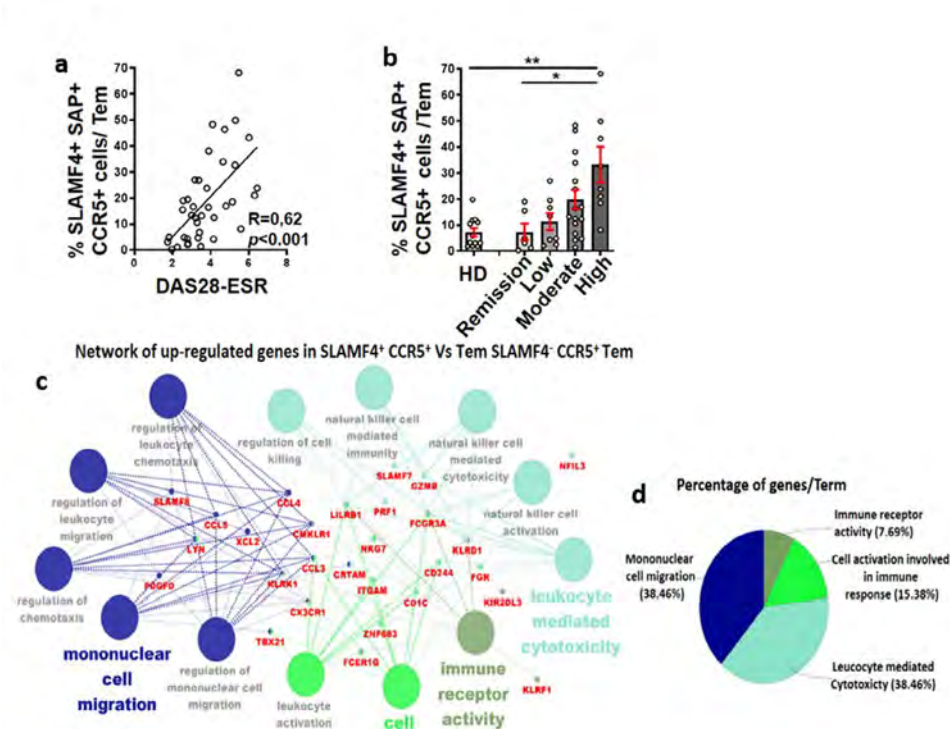 a
% SLAMF4+ SAP+
CCR5+ cells/ Tem
70
60
50
40
30
20
10
0
0
2
4
6
8
R=0,62
p<0.001
DAS28-ESR
b
% SLAMF4+ SAP+
CCR5+ cells /Tem
70
60
50
40
30
20
10
0
**
*
HD
Remission
Low
Moderate
High
Network of up-regulated genes in SLAMF4+ CCR5+ Vs Tem SLAMF4- CCR5+ Tem
c
regulation of
leukocyte
chemotaxis
regulation of cell
killing
natural killer cell
mediated
immunity
natural killer cell
mediated
cytotoxicity
natural killer cell
activation
regulation of
leukocyte
migration
regulation of
chemotaxis
mononuclear
cell
migration
regulation of
mononuclear cell
migration
leukocyte
activation
cell
immune
receptor
activity
leukocyte
mediated
cytotoxicity
NFIL3
SLAMF7
GZMB
SLAMF8
CCL4
CCL5
LILRB1
PRF1
FCGR3A
CMKLR1
XCL2
LYN
NKG7
KLRD1
CCL3
CRTAM
CD244
FGR
PDGFD
KLRK1
ITGAM
CX3CR1
CD1C
KIR2DL3
TBX21
ZNF683
FCER1G
KLRF1
d
Percentage of genes/Term
Immune receptor
activity (7.69%)
Cell activation involved
in immune
response (15.38%)
Mononuclear
cell migration
(38.46%)
Leucocyte mediated
Cytotoxicty (38.46%)